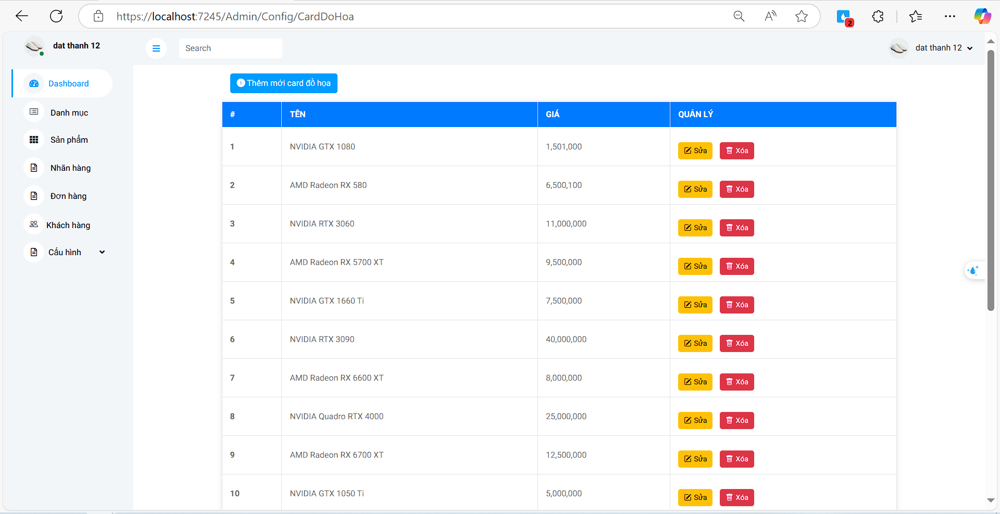 https://localhost:7245/Admin/Config/CardDoHoa
2
dat thanh 12
Search
dat thanh 12
Dashboard
Danh mục
Sản phẩm
Nhãn hàng
Đơn hàng
Khách hàng
Cấu hình
Thêm mới card đồ họa
# TÊN GIÁ QUẢN LÝ
1 NVIDIA GTX 1080 1,501,000 Sửa Xóa
2 AMD Radeon RX 580 6,500,100 Sửa Xóa
3 NVIDIA RTX 3060 11,000,000 Sửa Xóa
4 AMD Radeon RX 5700 XT 9,500,000 Sửa Xóa
5 NVIDIA GTX 1660 Ti 7,500,000 Sửa Xóa
6 NVIDIA RTX 3090 40,000,000 Sửa Xóa
7 AMD Radeon RX 6600 XT 8,000,000 Sửa Xóa
8 NVIDIA Quadro RTX 4000 25,000,000 Sửa Xóa
9 AMD Radeon RX 6700 XT 12,500,000 Sửa Xóa
10 NVIDIA GTX 1050 Ti 5,000,000 Sửa Xóa